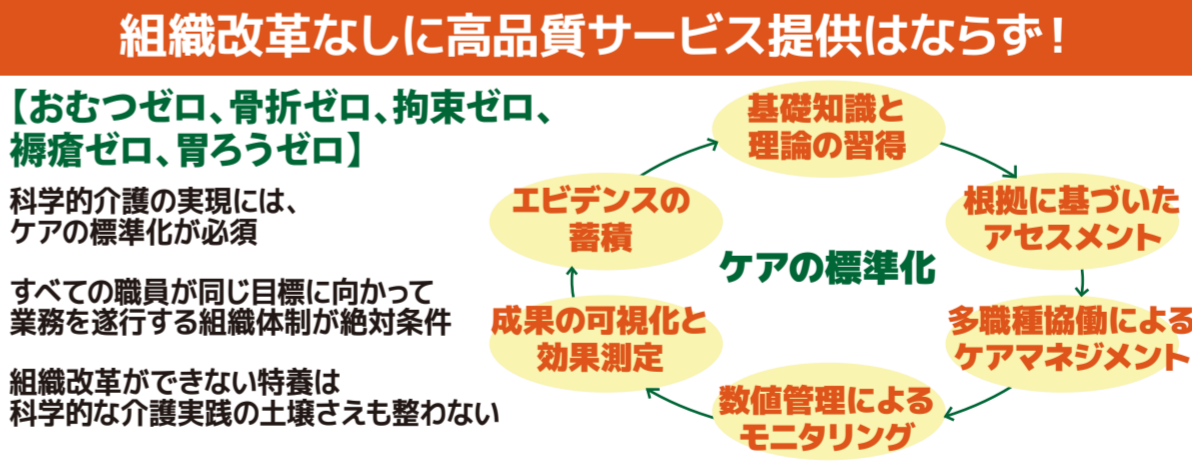 組織改革なしに高品質サービス提供はならず!
【おむつゼロ、骨折ゼロ、拘束ゼロ、
褥瘡ゼロ、胃ろうゼロ】
科学的介護の実現には、
ケアの標準化が必須
すべての職員が同じ目標に向かって
業務を遂行する組織体制が絶対条件
組織改革ができない特養は
科学的な介護実践の土壌さえも整わない
基礎知識と
理論の習得
根拠に基づいた
アセスメント
多職種協働による
ケアマネジメント
数値管理による
モニタリング
成果の可視化と
効果測定
エビデンスの
蓄積
ケアの標準化